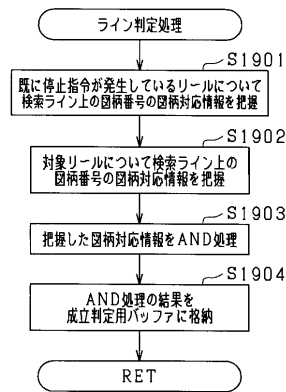 ライン判定処理
S1901
既に停止指令が発生しているリールについて
検索ライン上の図柄番号の図柄対応情報を把握
S1902
対象リールについて検索ライン上の
図柄番号の図柄対応情報を把握
S1903
把握した図柄対応情報をAND処理
S1904
AND処理の結果を
成立判定用バッファに格納
RET